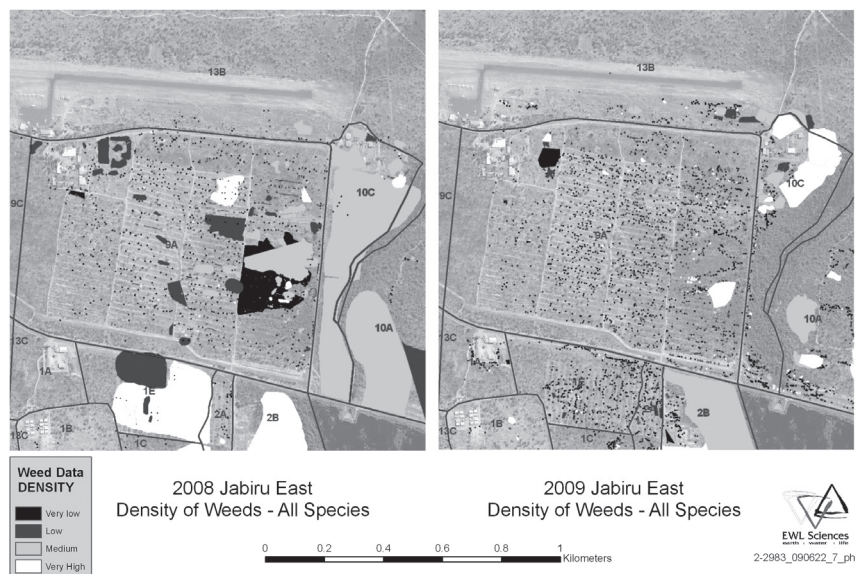 13B
9C
9A
10C
10A
13C
1A
1E
2A
2B
1B
13C
1C
13B
9C
9A
10C
10A
13C
1A
1B
13C
1C
2B
Weed Data
DENSITY
Very low
Low
Medium
Very High
2008 Jabiru East
Density of Weeds - All Species
2009 Jabiru East
Density of Weeds - All Species
0 0.2 0.4 0.6 0.8 1
Kilometers
EWL Sciences
earth · water · life
2-2983_090622_7_ph